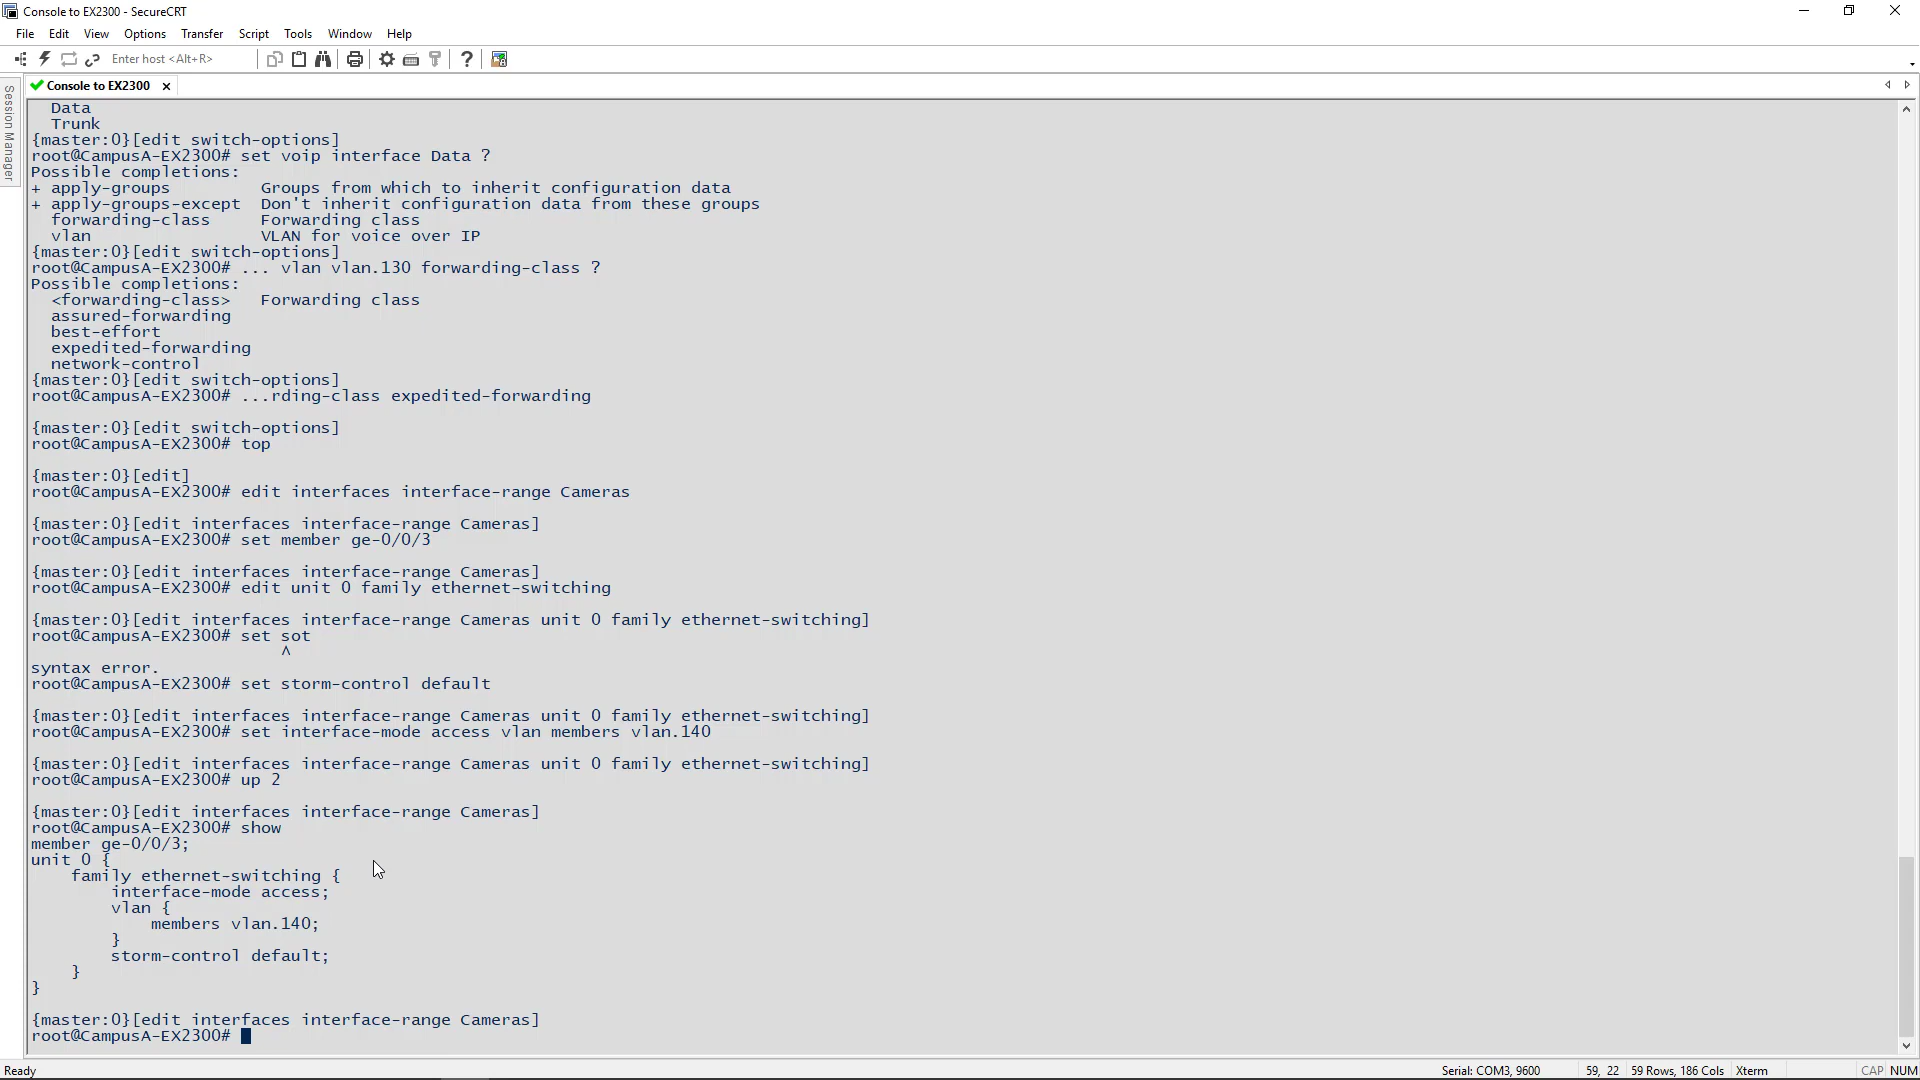 Console to EX2300 - SecureCRT
File Edit View Options Transfer Script Tools Window Help
Enter host <Alt+R>
Session Manager
Console to EX2300
Data
Trunk
{master:0}[edit switch-options]
root@CampusA-EX2300# set voip interface Data ?
Possible completions:
+ apply-groups         Groups from which to inherit configuration data
+ apply-groups-except  Don't inherit configuration data from these groups
  forwarding-class     Forwarding class
  vlan                 VLAN for voice over IP
{master:0}[edit switch-options]
root@CampusA-EX2300# ... vlan vlan.130 forwarding-class ?
Possible completions:
  <forwarding-class>   Forwarding class
  assured-forwarding
  best-effort
  expedited-forwarding
  network-control
{master:0}[edit switch-options]
root@CampusA-EX2300# ...rding-class expedited-forwarding
{master:0}[edit switch-options]
root@CampusA-EX2300# top
{master:0}[edit]
root@CampusA-EX2300# edit interfaces interface-range Cameras
{master:0}[edit interfaces interface-range Cameras]
root@CampusA-EX2300# set member ge-0/0/3
{master:0}[edit interfaces interface-range Cameras]
root@CampusA-EX2300# edit unit 0 family ethernet-switching
{master:0}[edit interfaces interface-range Cameras unit 0 family ethernet-switching]
root@CampusA-EX2300# set sot
                         ^
syntax error.
root@CampusA-EX2300# set storm-control default
{master:0}[edit interfaces interface-range Cameras unit 0 family ethernet-switching]
root@CampusA-EX2300# set interface-mode access vlan members vlan.140
{master:0}[edit interfaces interface-range Cameras unit 0 family ethernet-switching]
root@CampusA-EX2300# up 2
{master:0}[edit interfaces interface-range Cameras]
root@CampusA-EX2300# show
member ge-0/0/3;
unit 0 {
    family ethernet-switching {
        interface-mode access;
        vlan {
            members vlan.140;
        }
        storm-control default;
    }
}
{master:0}[edit interfaces interface-range Cameras]
root@CampusA-EX2300#
Ready Serial: COM3, 9600 59, 22 59 Rows, 186 Cols Xterm CAP NUM